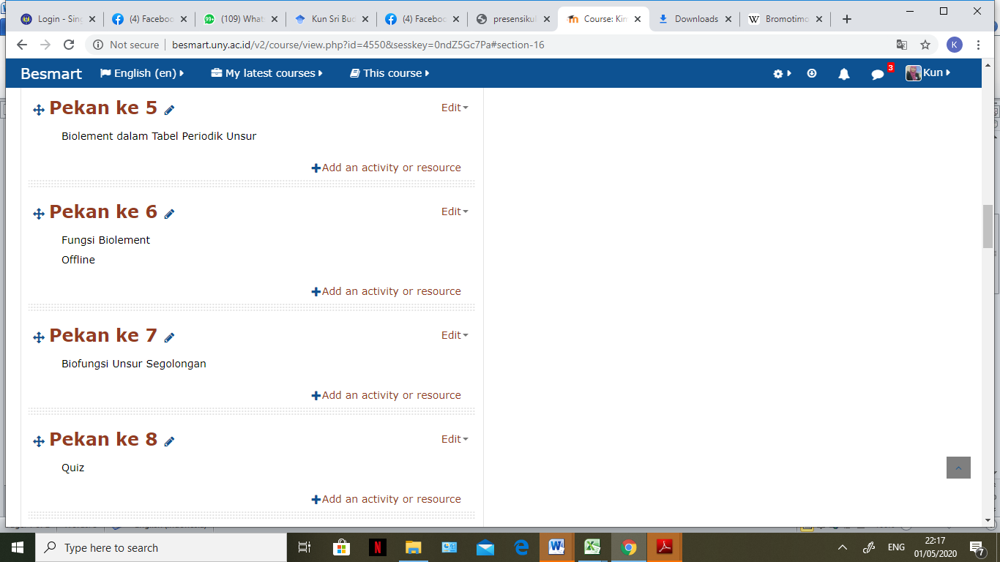 Login - Sing
(4) Faceboo
99+
(109) What
Kun Sri Bud
(4) Faceboo
presensikul
Course: Kim
Downloads
W
Bromotimo
Not secure
besmart.uny.ac.id/v2/course/view.php?id=4550&sesskey=0ndZ5Gc7Pa#section-16
K
Besmart
English (en)
My latest courses
This course
3
Kun
Pekan ke 5
Edit
Biolement dalam Tabel Periodik Unsur
Add an activity or resource
Pekan ke 6
Edit
Fungsi Biolement
Offline
Add an activity or resource
Pekan ke 7
Edit
Biofungsi Unsur Segolongan
Add an activity or resource
Pekan ke 8
Edit
Quiz
Add an activity or resource
Type here to search
N
ENG
22:17
01/05/2020
7